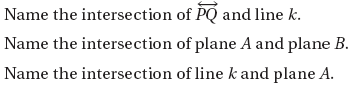 Name the intersection of \overleftrightarrow{PQ} and line k.
Name the intersection of plane A and plane B.
Name the intersection of line k and plane A.